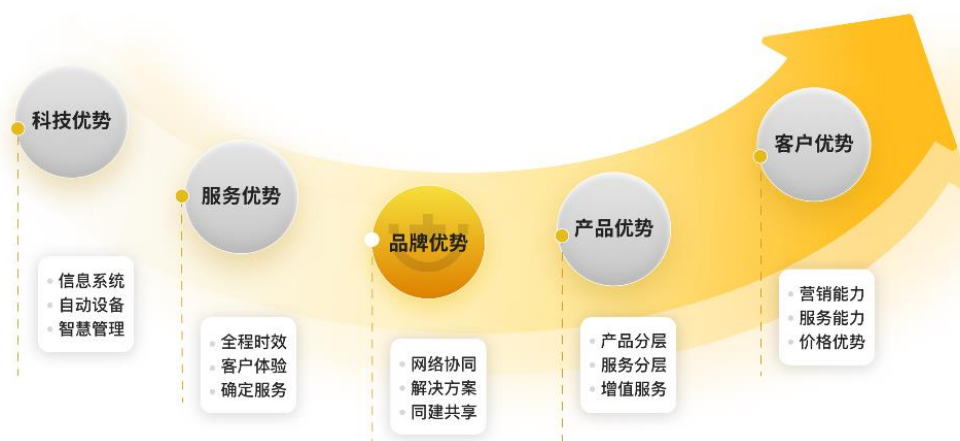 科技优势
信息系统
自动设备
智慧管理
服务优势
全程时效
客户体验
确定服务
品牌优势
网络协同
解决方案
同建共享
产品优势
产品分层
服务分层
增值服务
客户优势
营销能力
服务能力
价格优势